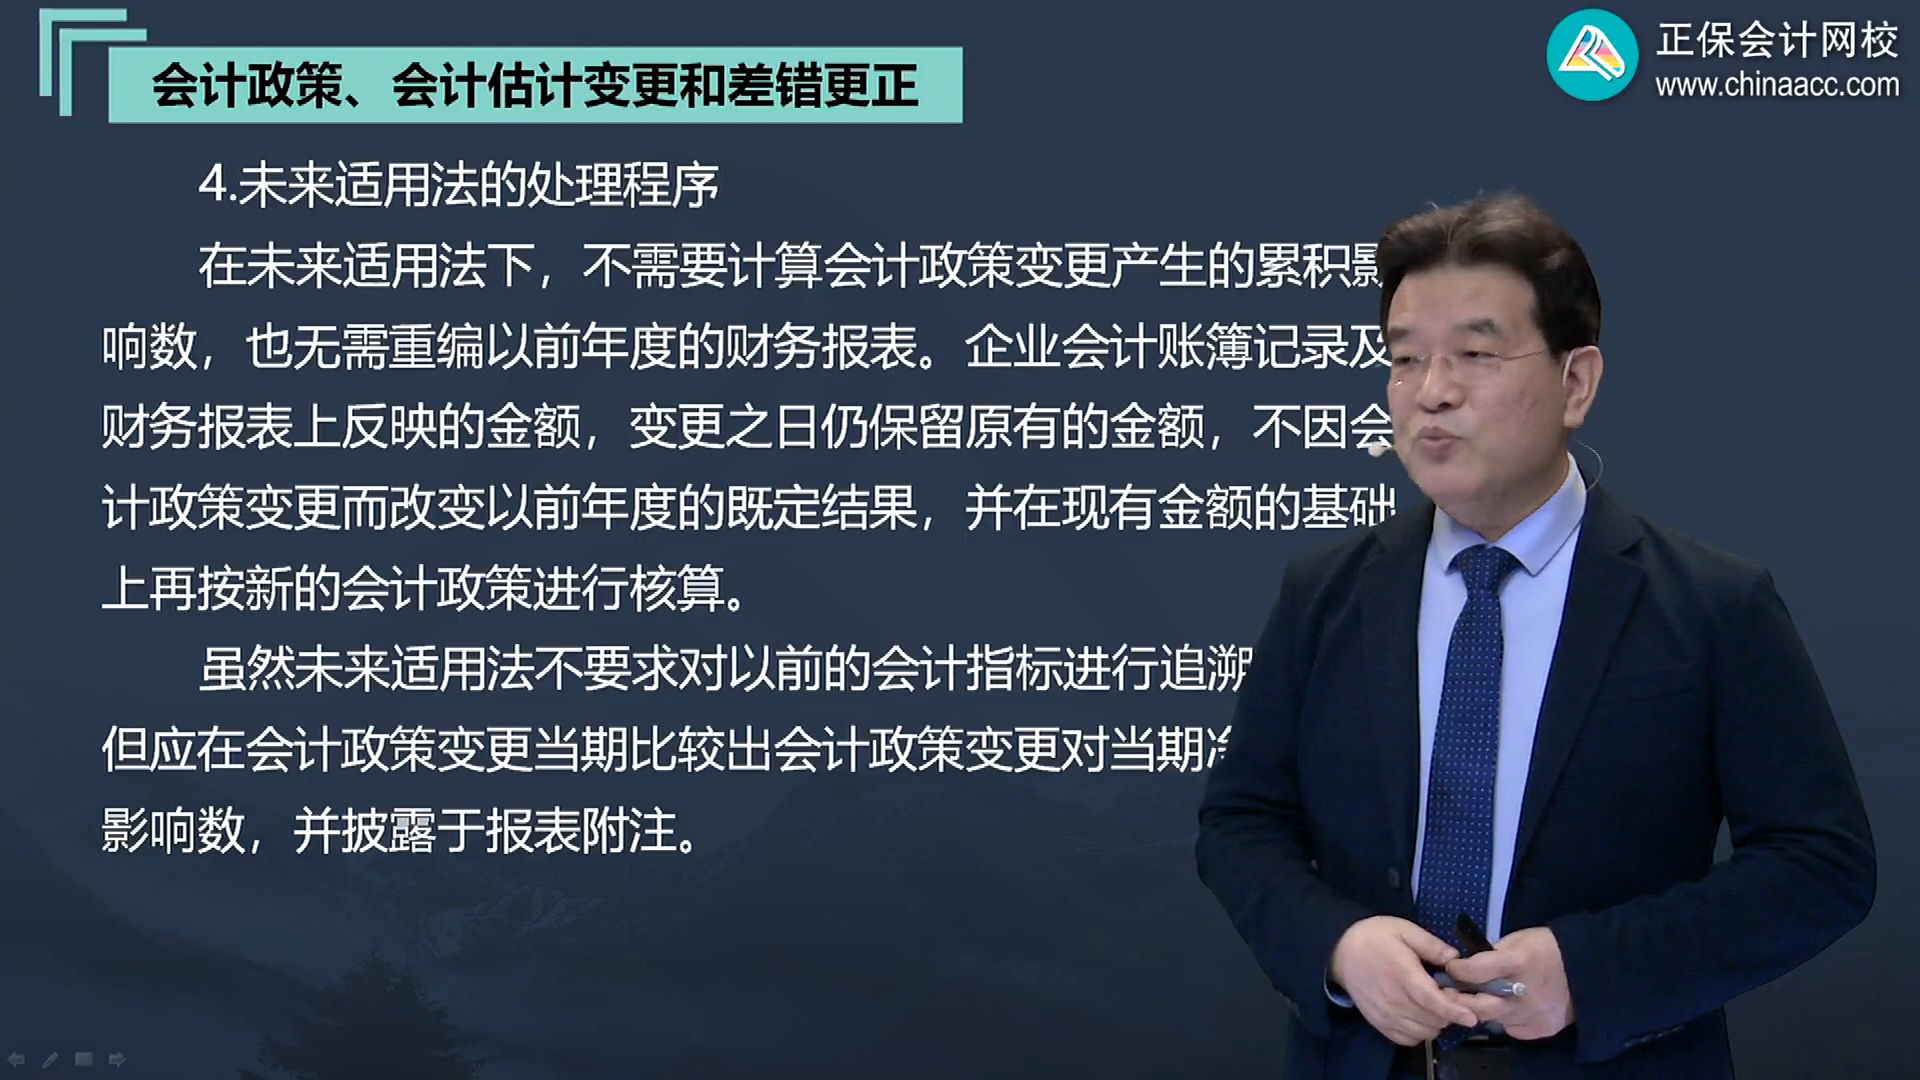 会计政策、会计估计变更和差错更正
正保会计网校
www.chinaacc.com
4.未来适用法的处理程序
在未来适用法下，不需要计算会计政策变更产生的累积影
响数，也无需重编以前年度的财务报表。企业会计账簿记录及
财务报表上反映的金额，变更之日仍保留原有的金额，不因会
计政策变更而改变以前年度的既定结果，并在现有金额的基础
上再按新的会计政策进行核算。
虽然未来适用法不要求对以前的会计指标进行追溯
但应在会计政策变更当期比较出会计政策变更对当期
影响数，并披露于报表附注。